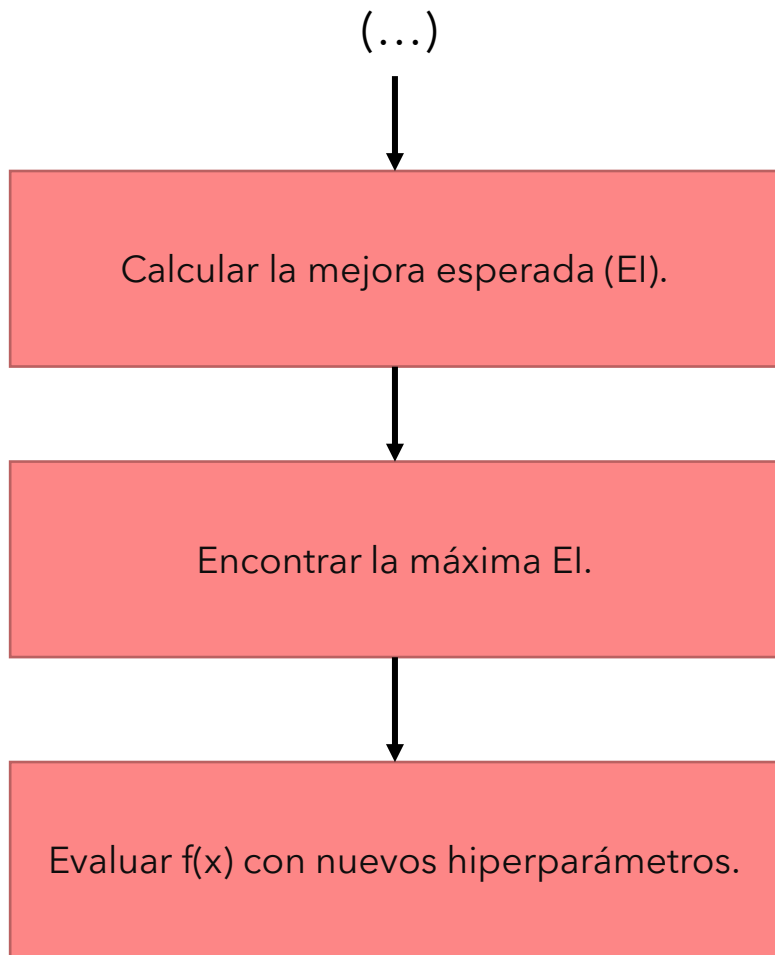 (...)
Calcular la mejora esperada (EI).
Encontrar la máxima EI.
Evaluar f(x) con nuevos hiperparámetros.